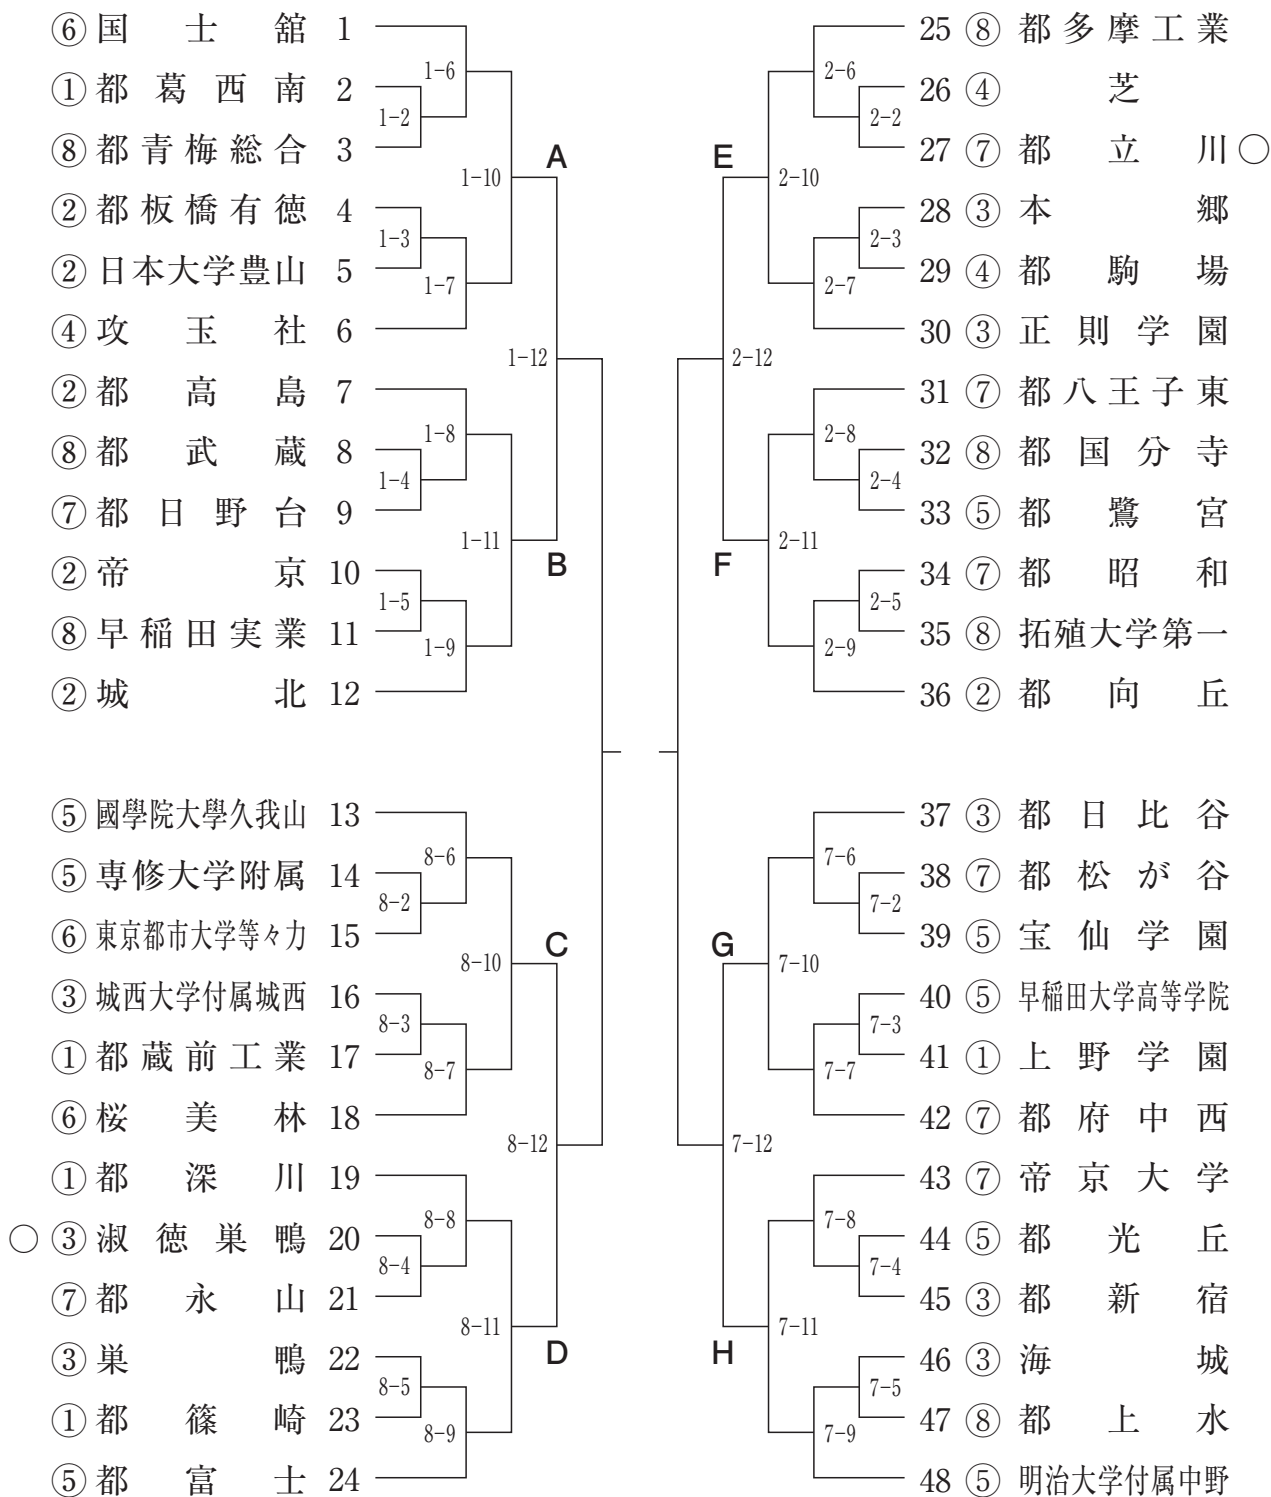 ⑥国士舘 1
①都葛西南 2
⑧都青梅総合 3
②都板橋有徳 4
②日本大学豊山 5
④攻玉社 6
②都高島 7
⑧都武蔵 8
⑦都日野台 9
②帝京 10
⑧早稲田実業 11
②城北 12
1-6
1-2
1-3
1-7
1-8
1-4
1-5
1-9
1-10
1-11
A
B
1-12
⑤國學院大學久我山 13
⑤専修大学附属 14
⑥東京都市大学等々力 15
③城西大学付属城西 16
①都蔵前工業 17
⑥桜美林 18
①都深川 19
○③淑徳巣鴨 20
⑦都永山 21
③巣鴨 22
①都篠崎 23
⑤都富士 24
8-6
8-2
8-3
8-7
8-8
8-4
8-5
8-9
8-10
8-11
C
D
8-12
25 ⑧都多摩工業
26 ④芝
27 ⑦都立川○
28 ③本郷
29 ④都駒場
30 ③正則学園
31 ⑦都八王子東
32 ⑧都国分寺
33 ⑤都鷺宮
34 ⑦都昭和
35 ⑧拓殖大学第一
36 ②都向丘
2-6
2-2
2-3
2-7
2-8
2-4
2-5
2-9
2-10
2-11
E
F
2-12
37 ③都日比谷
38 ⑦都松が谷
39 ⑤宝仙学園
40 ⑤早稲田大学高等学院
41 ①上野学園
42 ⑦都府中西
43 ⑦帝京大学
44 ⑤都光丘
45 ③都新宿
46 ③海城
47 ⑧都上水
48 ⑤明治大学付属中野
7-6
7-2
7-3
7-7
7-8
7-4
7-5
7-9
7-10
7-11
G
H
7-12